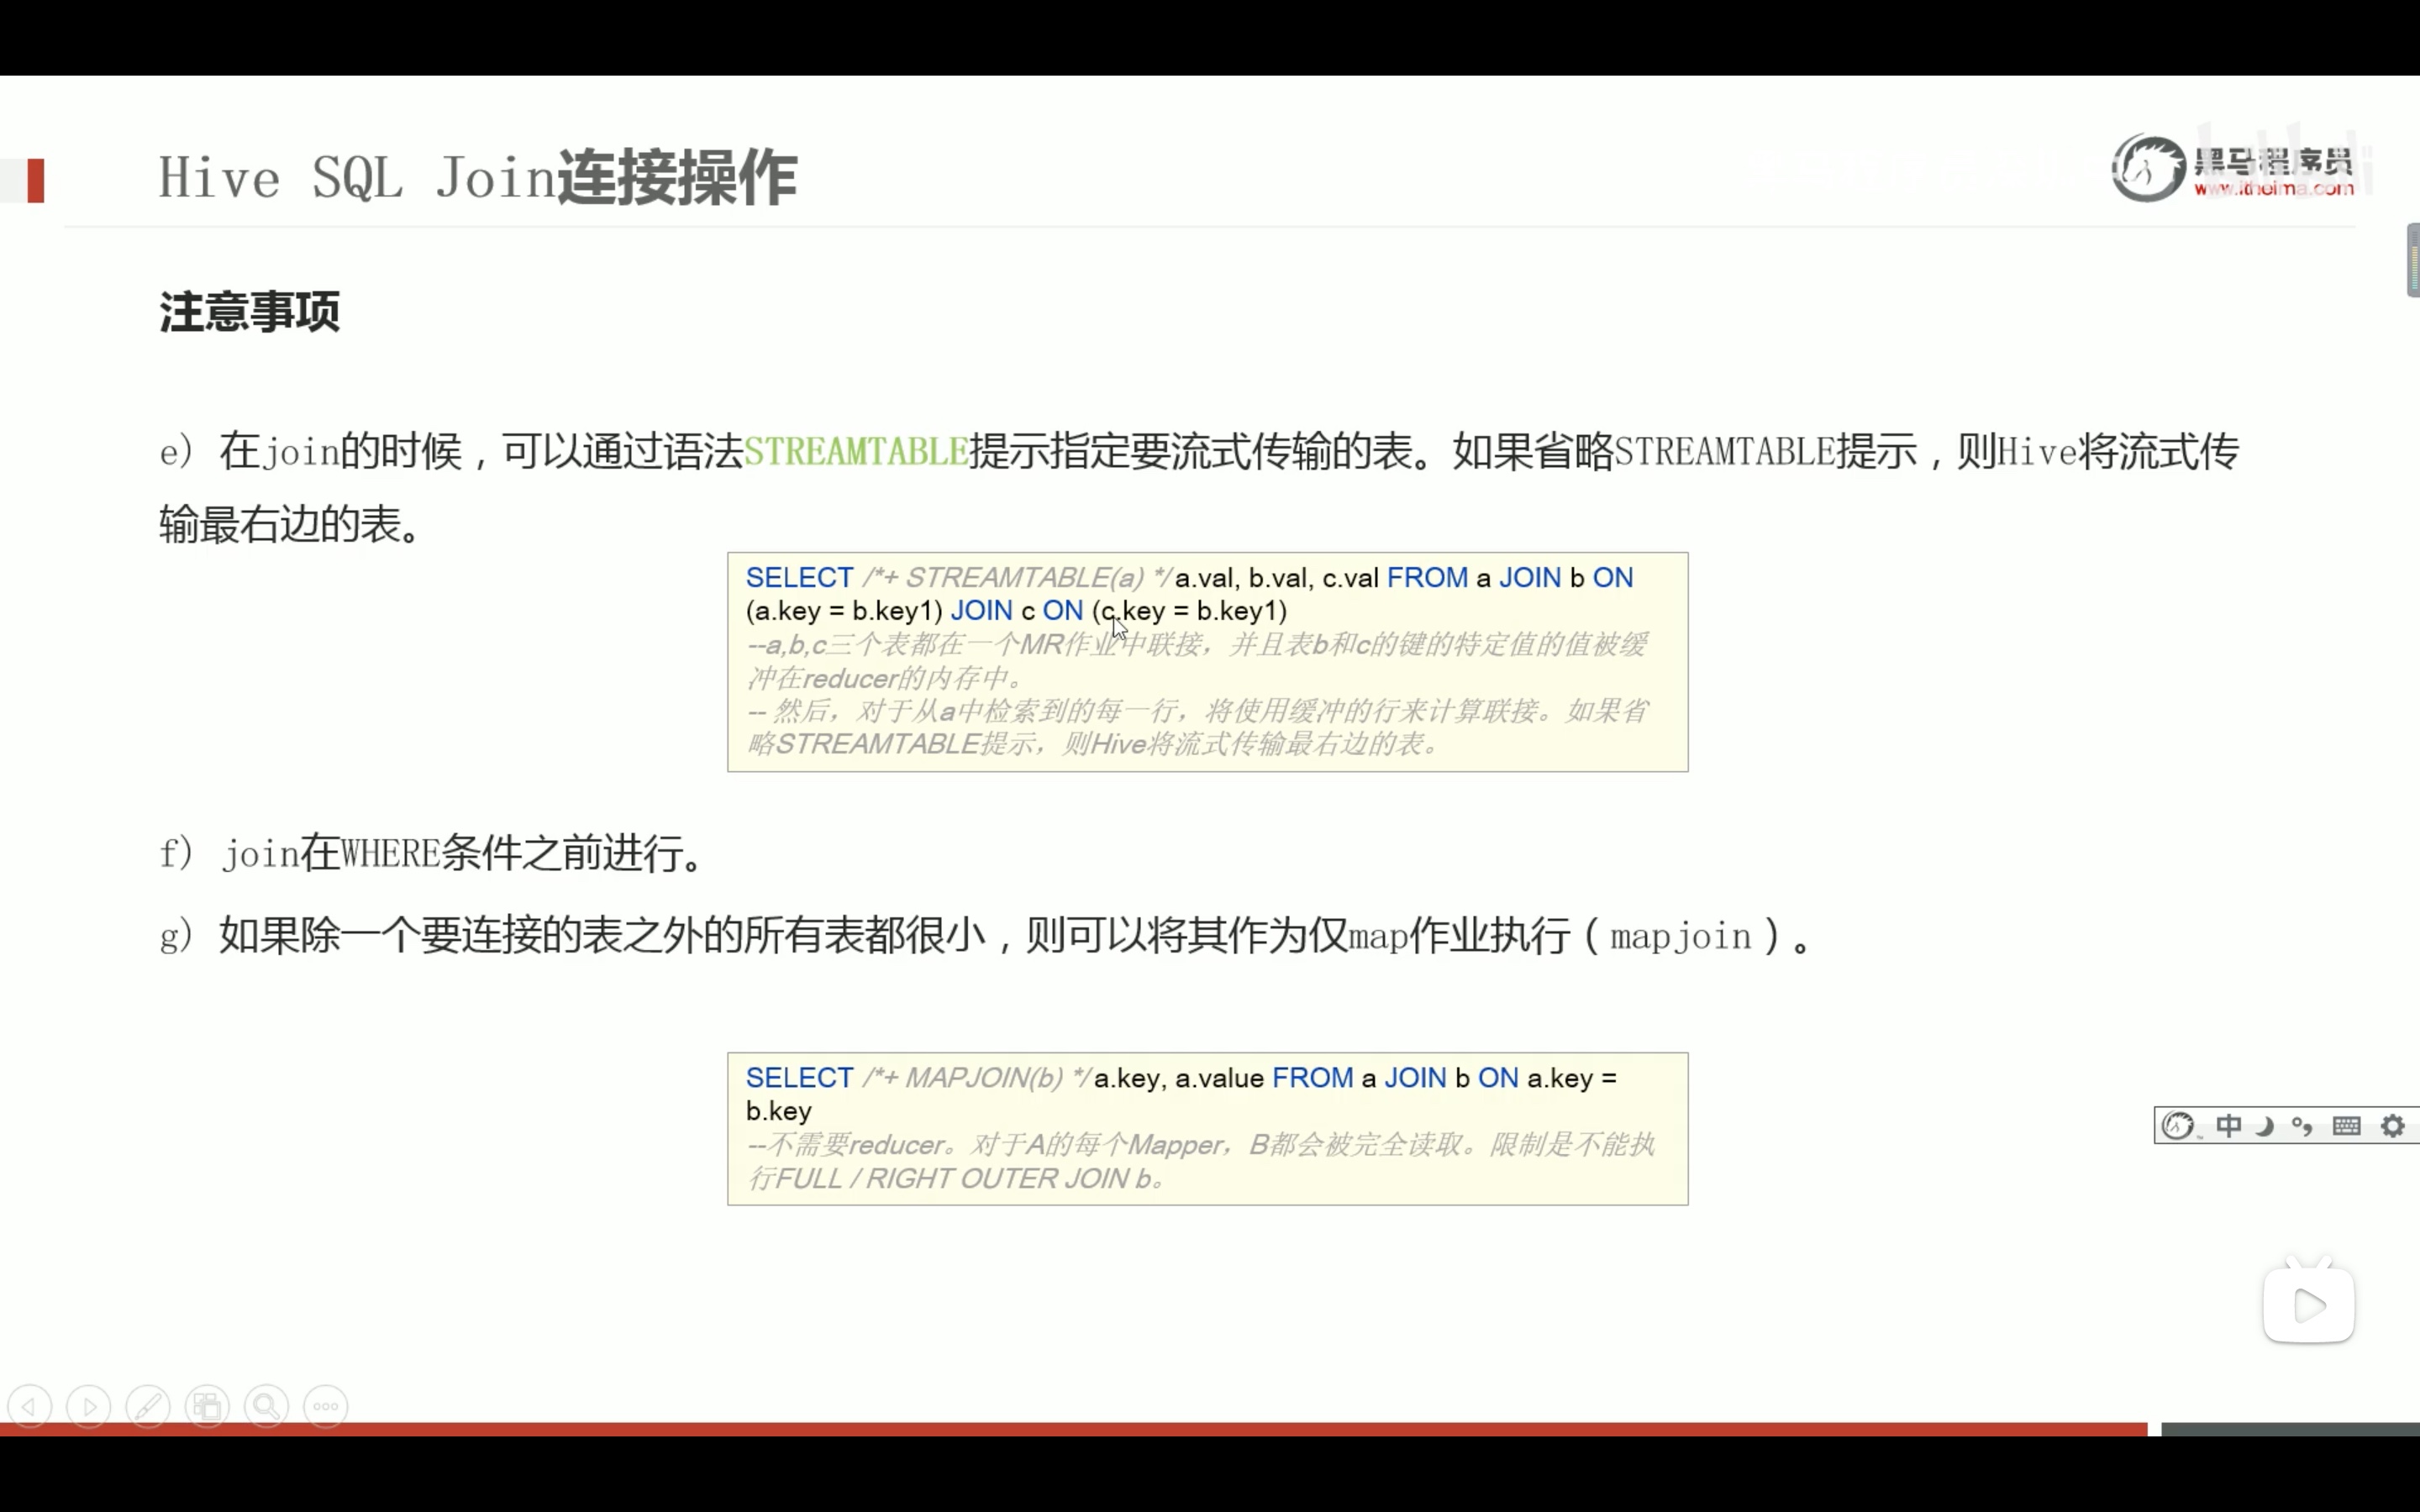 Hive SQL Join连接操作
黑马程序员
www.itheima.com
注意事项
e) 在join的时候，可以通过语法STREAMTABLE提示指定要流式传输的表。如果省略STREAMTABLE提示，则Hive将流式传
输最右边的表。
SELECT /*+ STREAMTABLE(a) */ a.val, b.val, c.val FROM a JOIN b ON
(a.key = b.key1) JOIN c ON (c.key = b.key1)
--a,b,c三个表都在一个MR作业中联接，并且表b和c的键的特定值的值被缓
冲在reducer的内存中。
-- 然后，对于从a中检索到的每一行，将使用缓冲的行来计算联接。如果省
略STREAMTABLE提示，则Hive将流式传输最右边的表。
f) join在WHERE条件之前进行。
g) 如果除一个要连接的表之外的所有表都很小，则可以将其作为仅map作业执行（mapjoin）。
SELECT /*+ MAPJOIN(b) */ a.key, a.value FROM a JOIN b ON a.key =
b.key
--不需要reducer。对于A的每个Mapper，B都会被完全读取。限制是不能执
行FULL / RIGHT OUTER JOIN b。
中